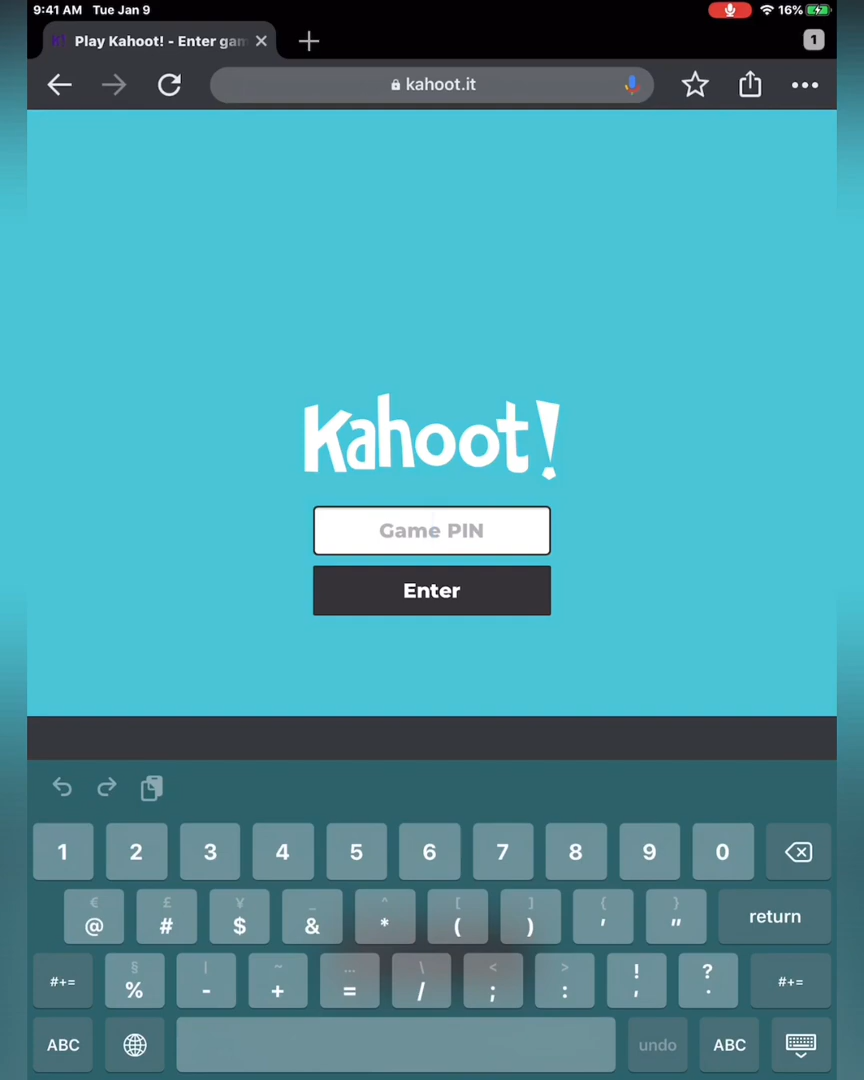 9:41 AM Tue Jan 9 16%
Play Kahoot! - Enter gam
1
kahoot.it
Kahoot!
Game PIN
Enter
1 2 3 4 5 6 7 8 9 0
€ £ ¥ _ ^ [ ] { }
@ # $ & * ( ) ' " return
§ | ~ … \ < > ! ?
#+= % - + = / ; : , . #+=
ABC undo ABC